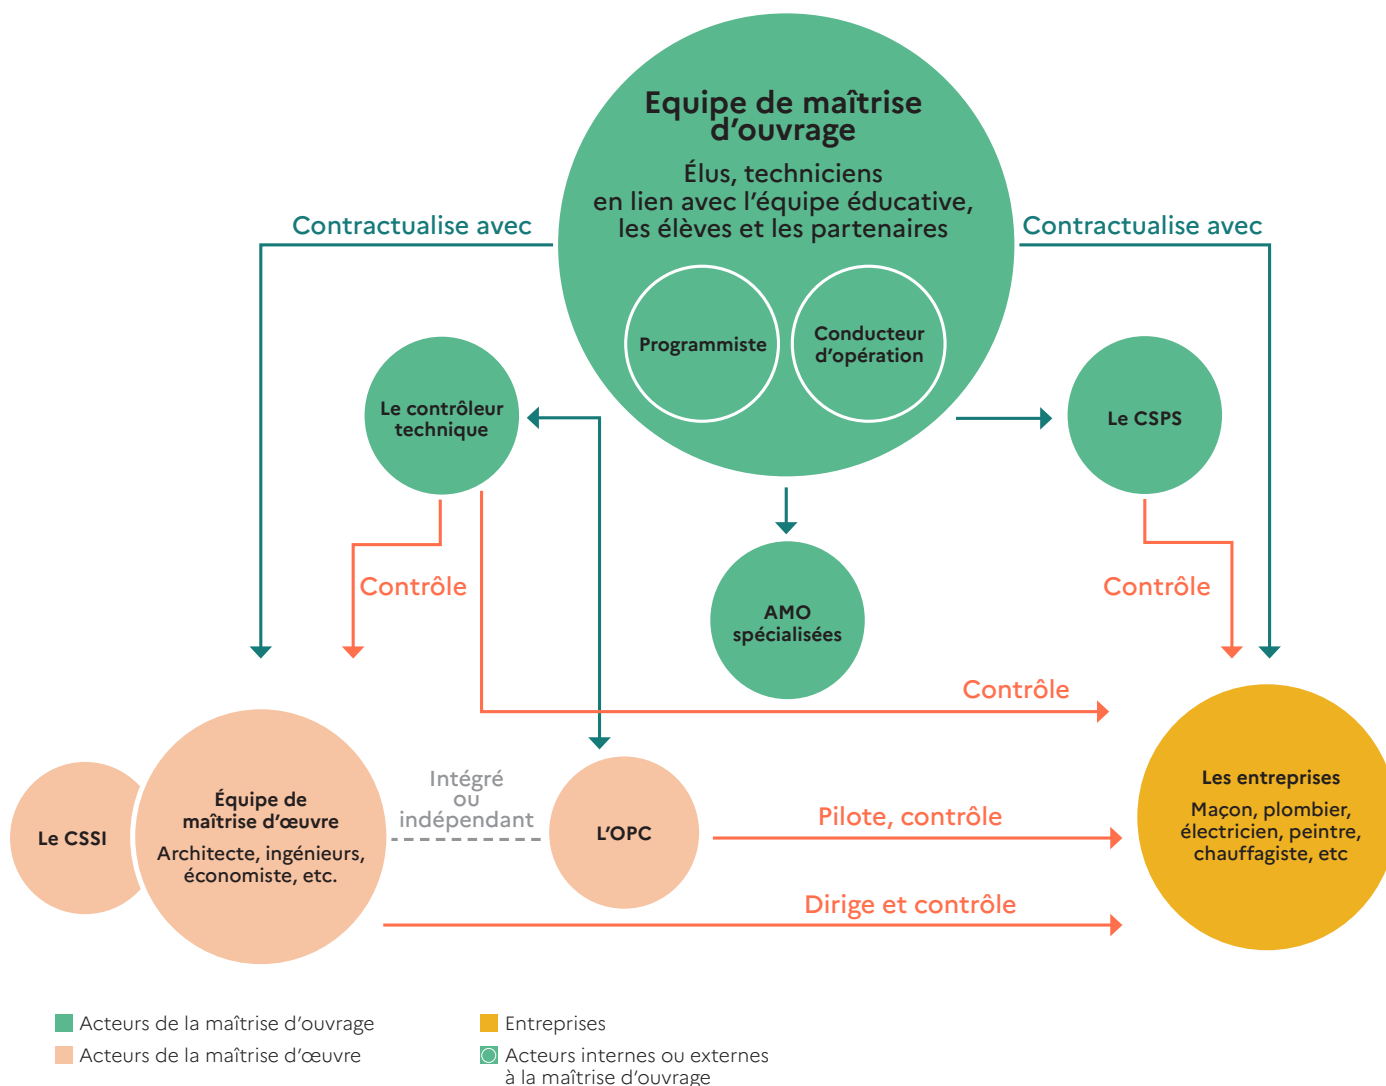 Equipe de maîtrise
d'ouvrage
Élus, techniciens
en lien avec l'équipe éducative,
les élèves et les partenaires
Contractualise avec
Contractualise avec
Programmiste
Conducteur
d'opération
Le contrôleur
technique
Le CSPS
Contrôle
AMO
spécialisées
Contrôle
Contrôle
Le CSSI
Équipe de
maîtrise d'œuvre
Architecte, ingénieurs,
économiste, etc.
Intégré
ou
indépendant
L'OPC
Pilote, contrôle
Dirige et contrôle
Les entreprises
Maçon, plombier,
électricien, peintre,
chauffagiste, etc
Acteurs de la maîtrise d'ouvrage
Acteurs de la maîtrise d'œuvre
Entreprises
Acteurs internes ou externes
à la maîtrise d'ouvrage